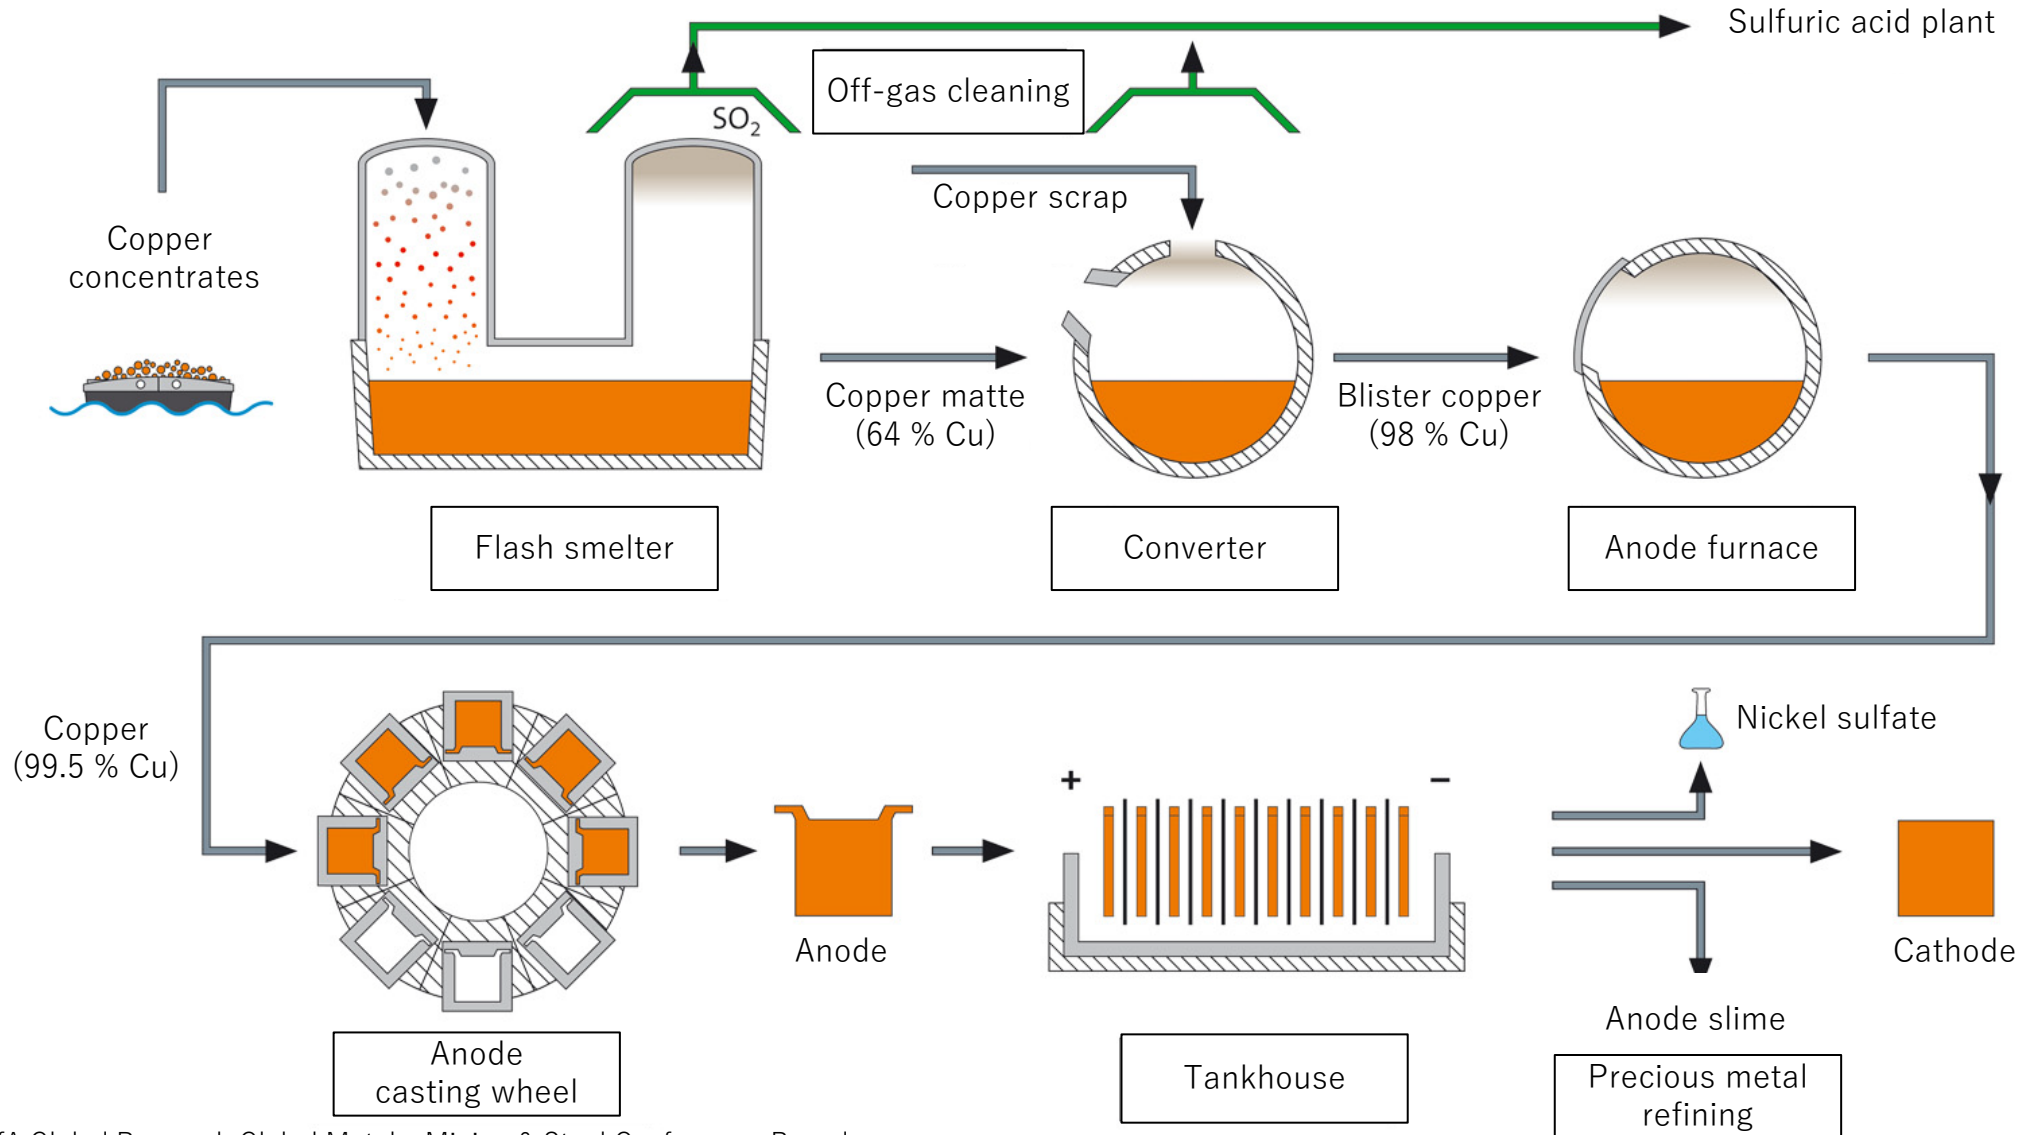 Sulfuric acid plant
Off-gas cleaning
SO₂
Copper scrap
Copper
concentrates
Copper matte
(64 % Cu)
Blister copper
(98 % Cu)
Flash smelter
Converter
Anode furnace
Copper
(99.5 % Cu)
Nickel sulfate
+
−
Anode
Cathode
Anode slime
Anode
casting wheel
Tankhouse
Precious metal
refining